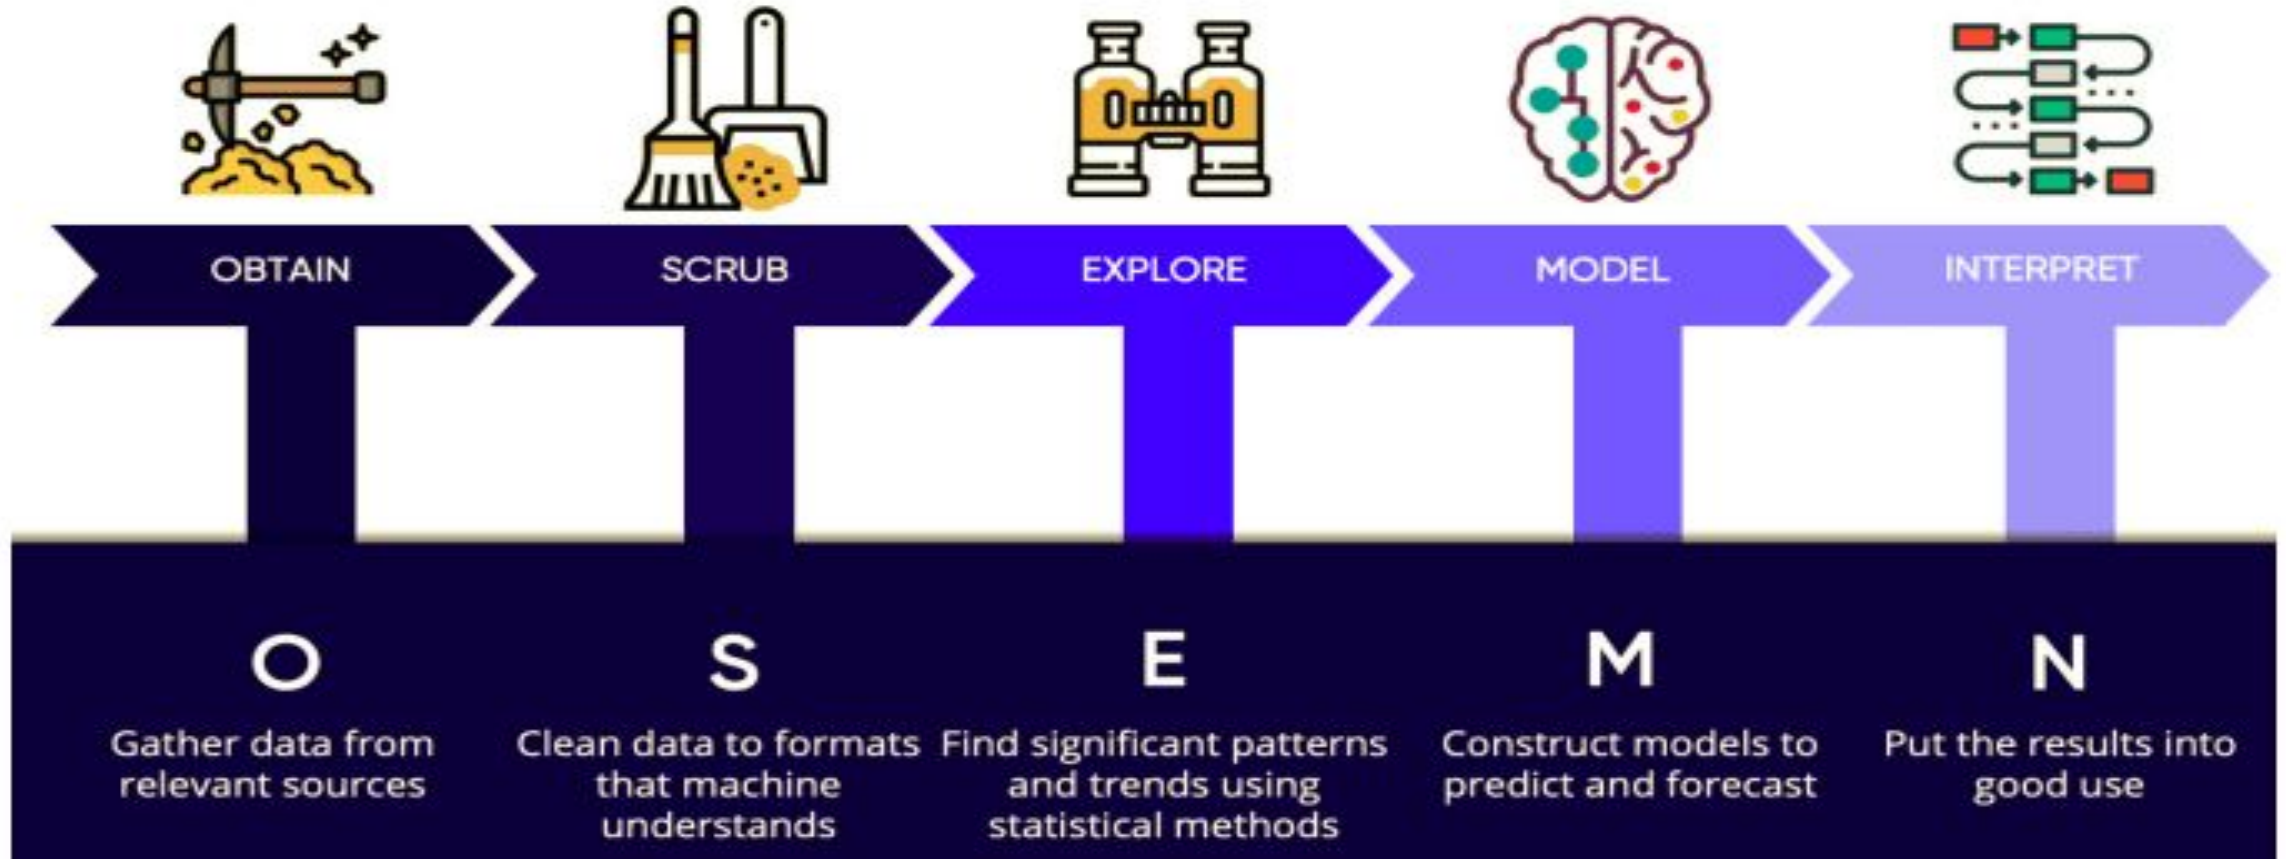 OBTAIN
SCRUB
EXPLORE
MODEL
INTERPRET
O
Gather data from
relevant sources
S
Clean data to formats
that machine
understands
E
Find significant patterns
and trends using
statistical methods
M
Construct models to
predict and forecast
N
Put the results into
good use